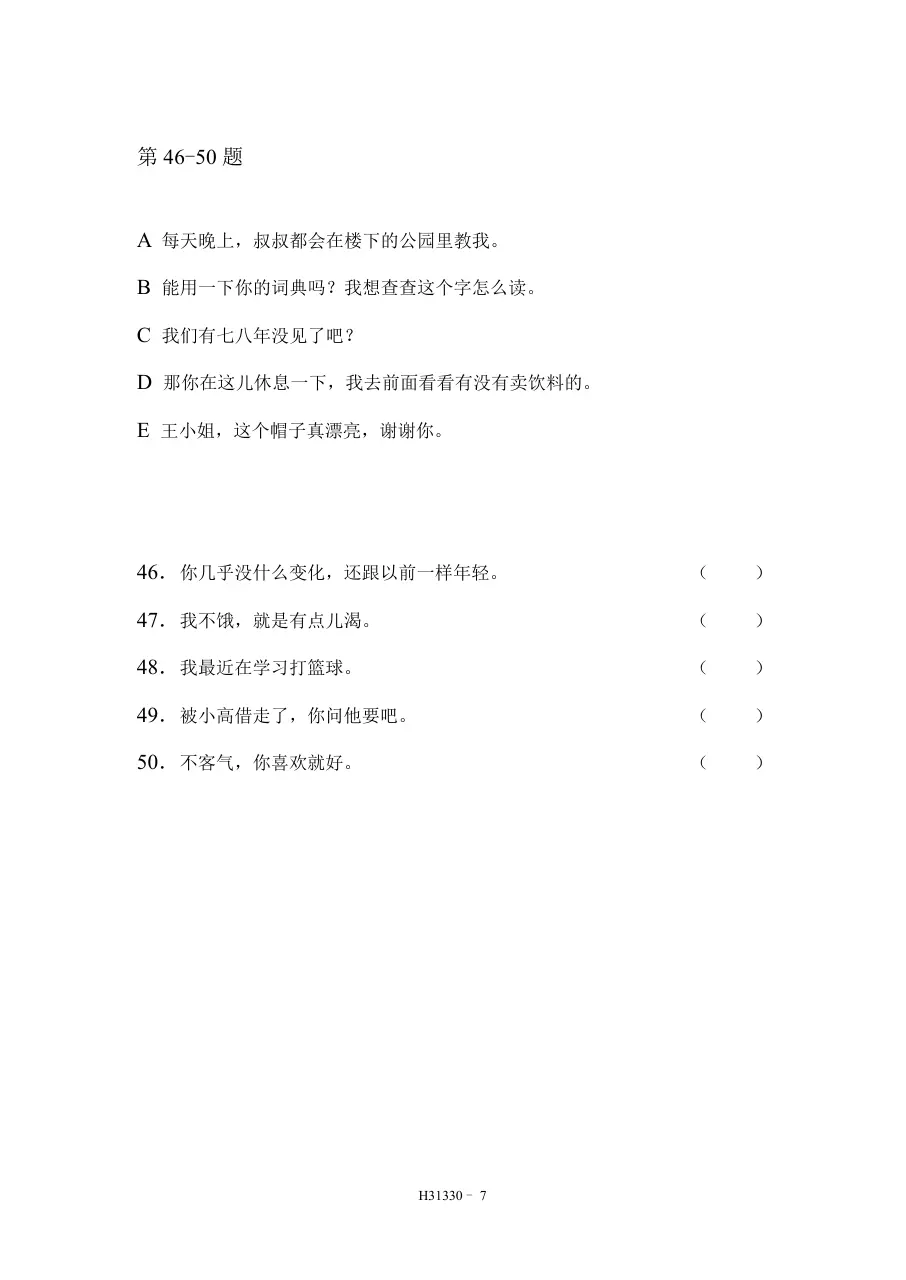 第 46-50 题
A 每天晚上，叔叔都会在楼下的公园里教我。
B 能用一下你的词典吗？我想查查这个字怎么读。
C 我们有七八年没见了吧？
D 那你在这儿休息一下，我去前面看看有没有卖饮料的。
E 王小姐，这个帽子真漂亮，谢谢你。
46．你几乎没什么变化，还跟以前一样年轻。 （ ）
47．我不饿，就是有点儿渴。 （ ）
48．我最近在学习打篮球。 （ ）
49．被小高借走了，你问他要吧。 （ ）
50．不客气，你喜欢就好。 （ ）
H31330 - 7